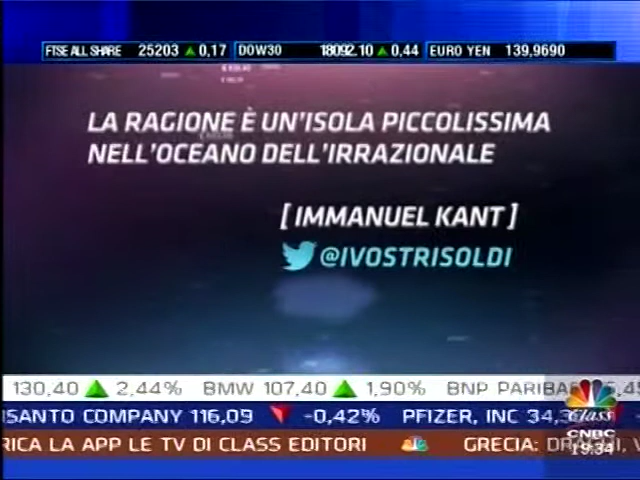 FTSE ALL SHARE 25203 ▲ 0,17 DOW30 18092.10 ▲ 0,44 EURO YEN 139,9690
LA RAGIONE È UN'ISOLA PICCOLISSIMA
NELL'OCEANO DELL'IRRAZIONALE
[IMMANUEL KANT]
@IVOSTRISOLDI
130,40 ▲ 2,44% BMW 107,40 ▲ 1,90% BNP PARIBA
SANTO COMPANY 116,09 ▼ -0,42% PFIZER, INC 34,
RICA LA APP LE TV DI CLASS EDITORI GRECIA:
Class
CNBC
19:34